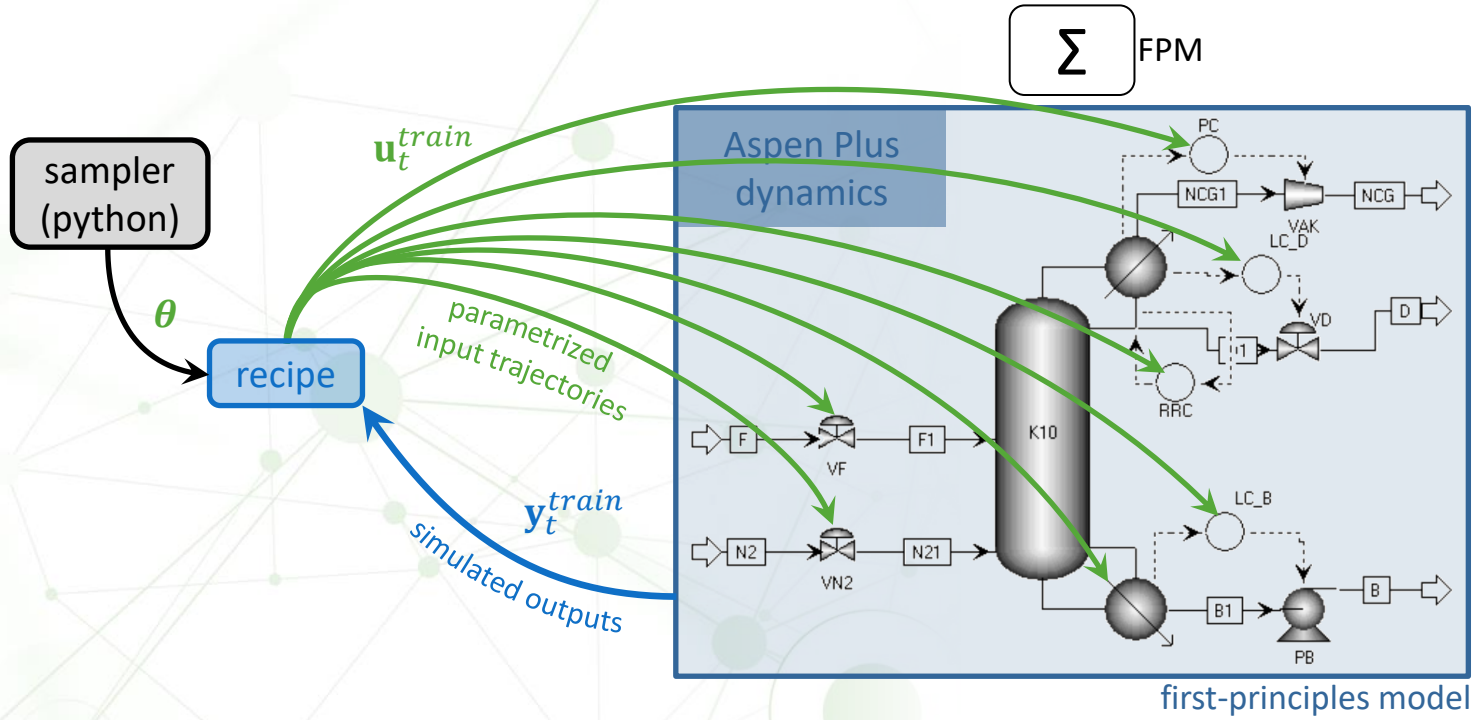 Σ
FPM
sampler
(python)
θ
recipe
u_t^{train}
parametrized
input trajectories
y_t^{train}
simulated outputs
Aspen Plus
dynamics
PC
NCG1
VAK
NCG
LC_D
VD
D
RRC
F
VF
F1
K10
N2
VN2
N21
LC_B
B1
PB
B
first-principles model